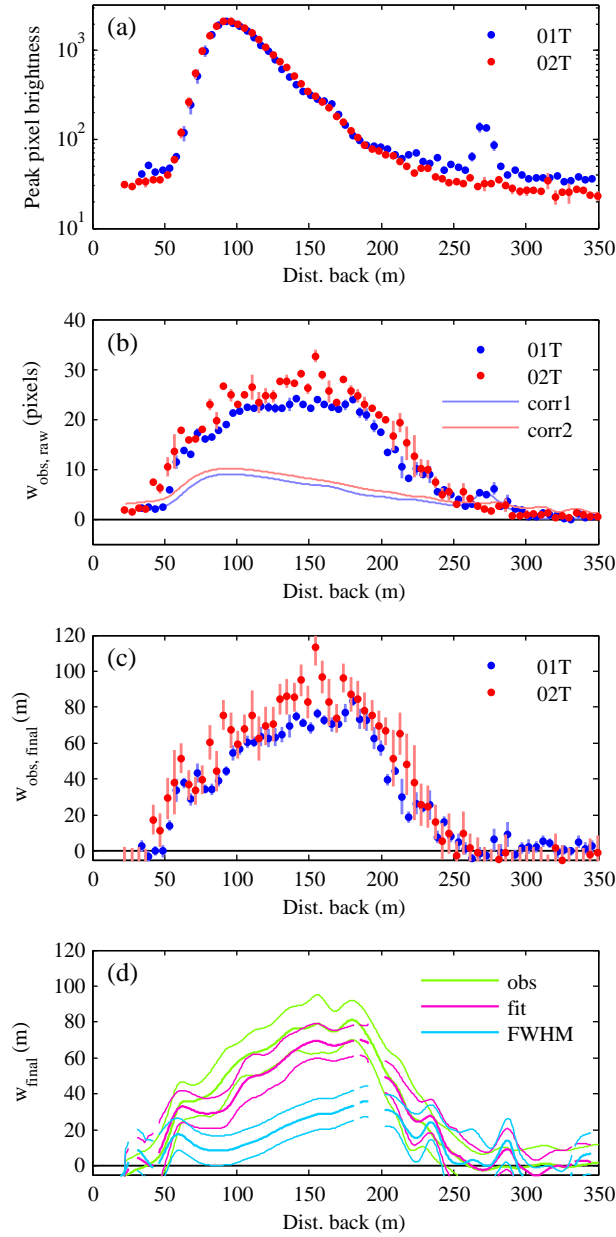 (a)
01T
02T
Peak pixel brightness
10^3
10^2
10^1
0 50 100 150 200 250 300 350
Dist. back (m)
(b)
01T
02T
corr1
corr2
w_obs, raw (pixels)
40
30
20
10
0
0 50 100 150 200 250 300 350
Dist. back (m)
(c)
01T
02T
w_obs, final (m)
120
100
80
60
40
20
0
0 50 100 150 200 250 300 350
Dist. back (m)
(d)
obs
fit
FWHM
w_final (m)
120
100
80
60
40
20
0
0 50 100 150 200 250 300 350
Dist. back (m)